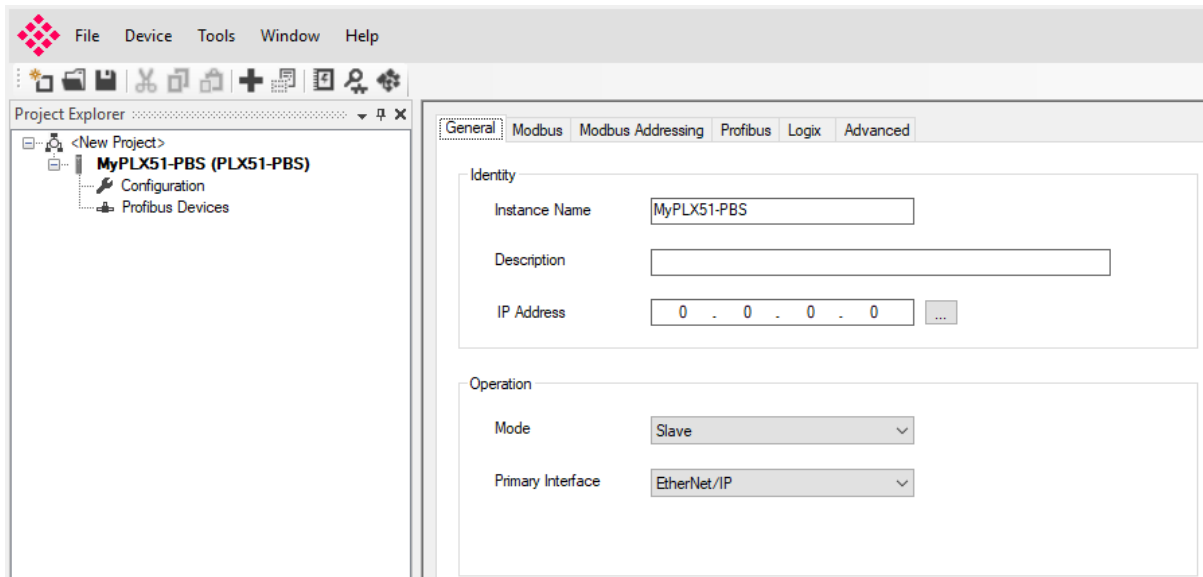 File Device Tools Window Help
Project Explorer
<New Project>
MyPLX51-PBS (PLX51-PBS)
Configuration
Profibus Devices
General Modbus Modbus Addressing Profibus Logix Advanced
Identity
Instance Name MyPLX51-PBS
Description
IP Address 0 . 0 . 0 . 0 ...
Operation
Mode Slave
Primary Interface EtherNet/IP